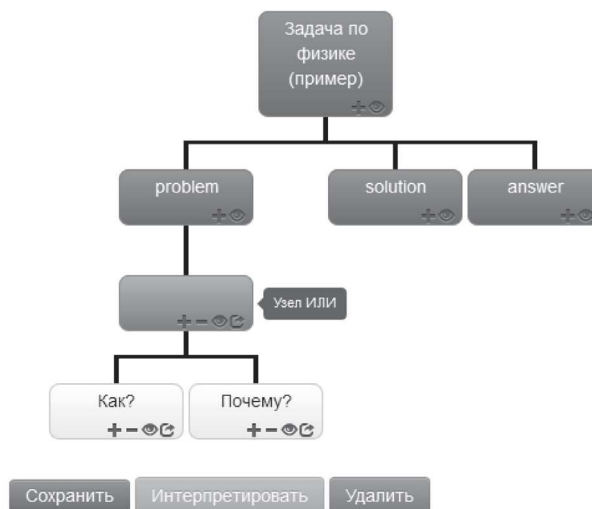 Задача по
физике
(пример)
problem
solution
answer
Узел ИЛИ
Как?
Почему?
Сохранить
Интерпретировать
Удалить